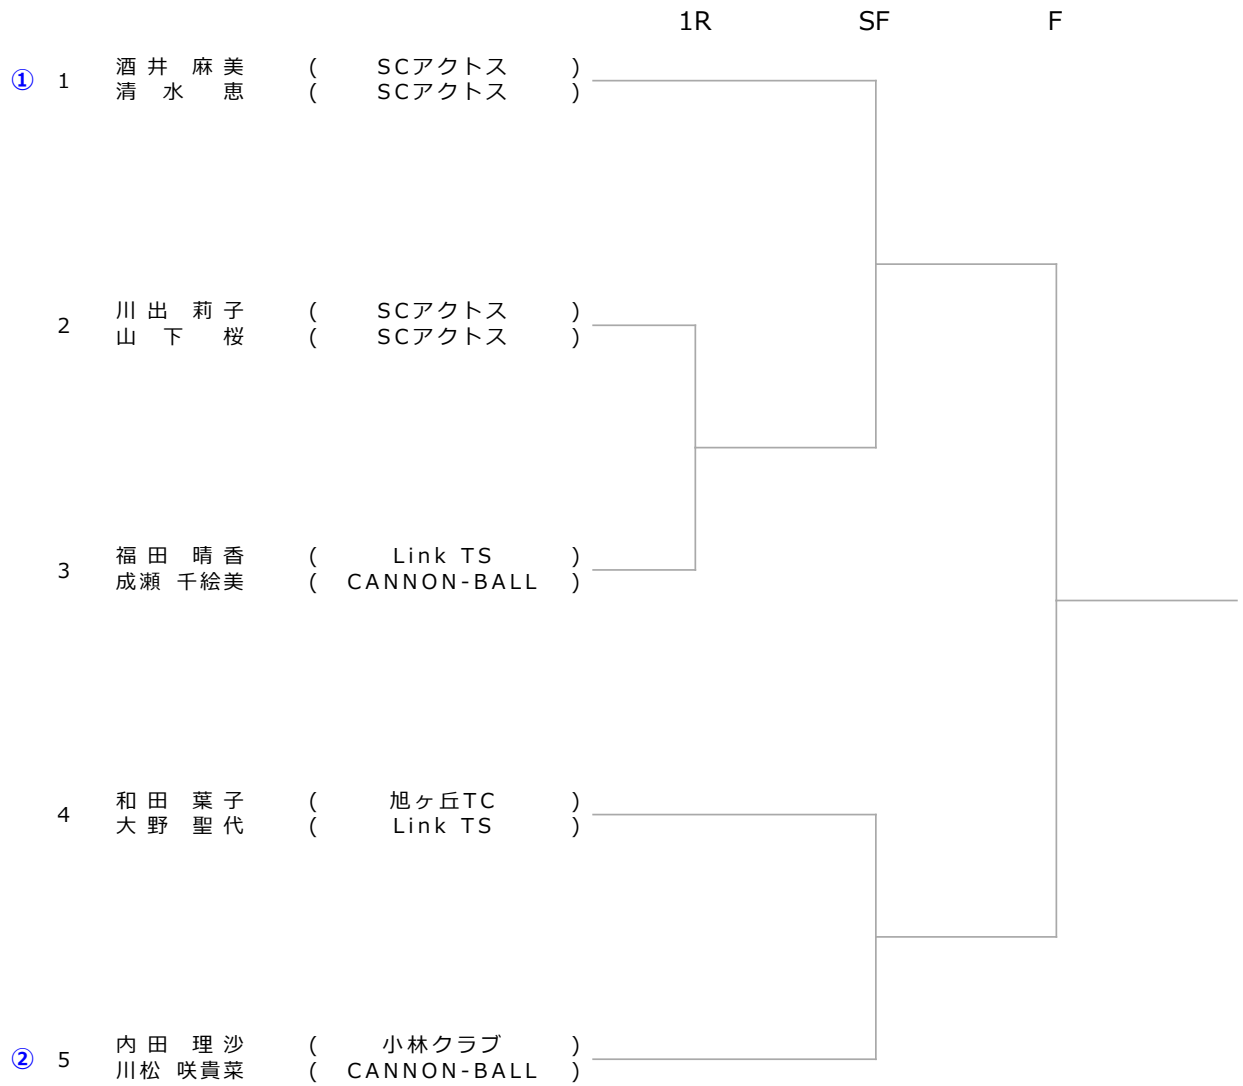 1R SF F
① 1 酒井 麻美 ( SCアクトス )
清水 恵 ( SCアクトス )
2 川出 莉子 ( SCアクトス )
山下 桜 ( SCアクトス )
3 福田 晴香 ( Link TS )
成瀬 千絵美 ( CANNON-BALL )
4 和田 葉子 ( 旭ヶ丘TC )
大野 聖代 ( Link TS )
② 5 内田 理沙 ( 小林クラブ )
川松 咲貴菜 ( CANNON-BALL )